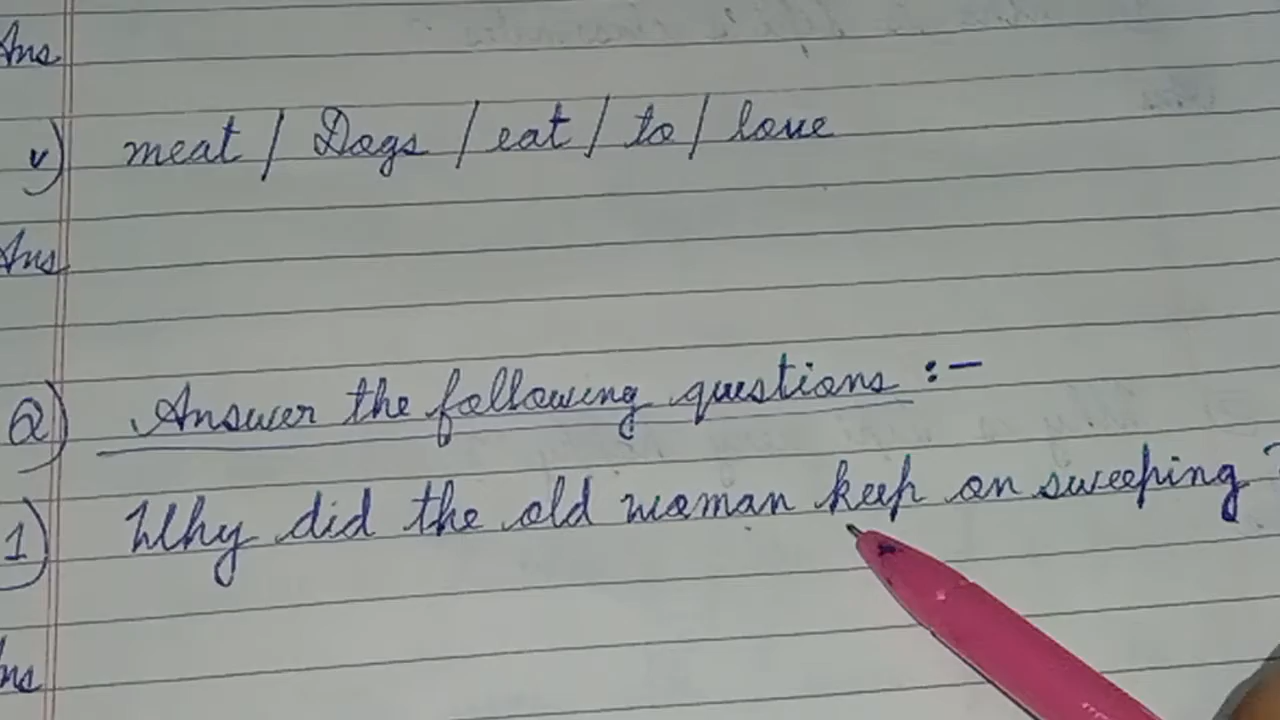 Ans
v) meat / Dogs / eat / to / love
Ans
Q) Answer the following questions :-
1) Why did the old woman keep on sweeping ?
Ans